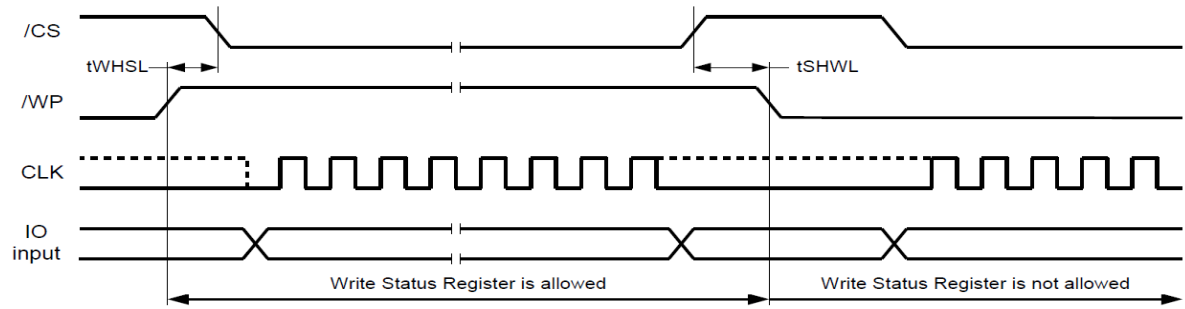 /CS
tWHSL
tSHWL
/WP
CLK
IO
input
Write Status Register is allowed
Write Status Register is not allowed